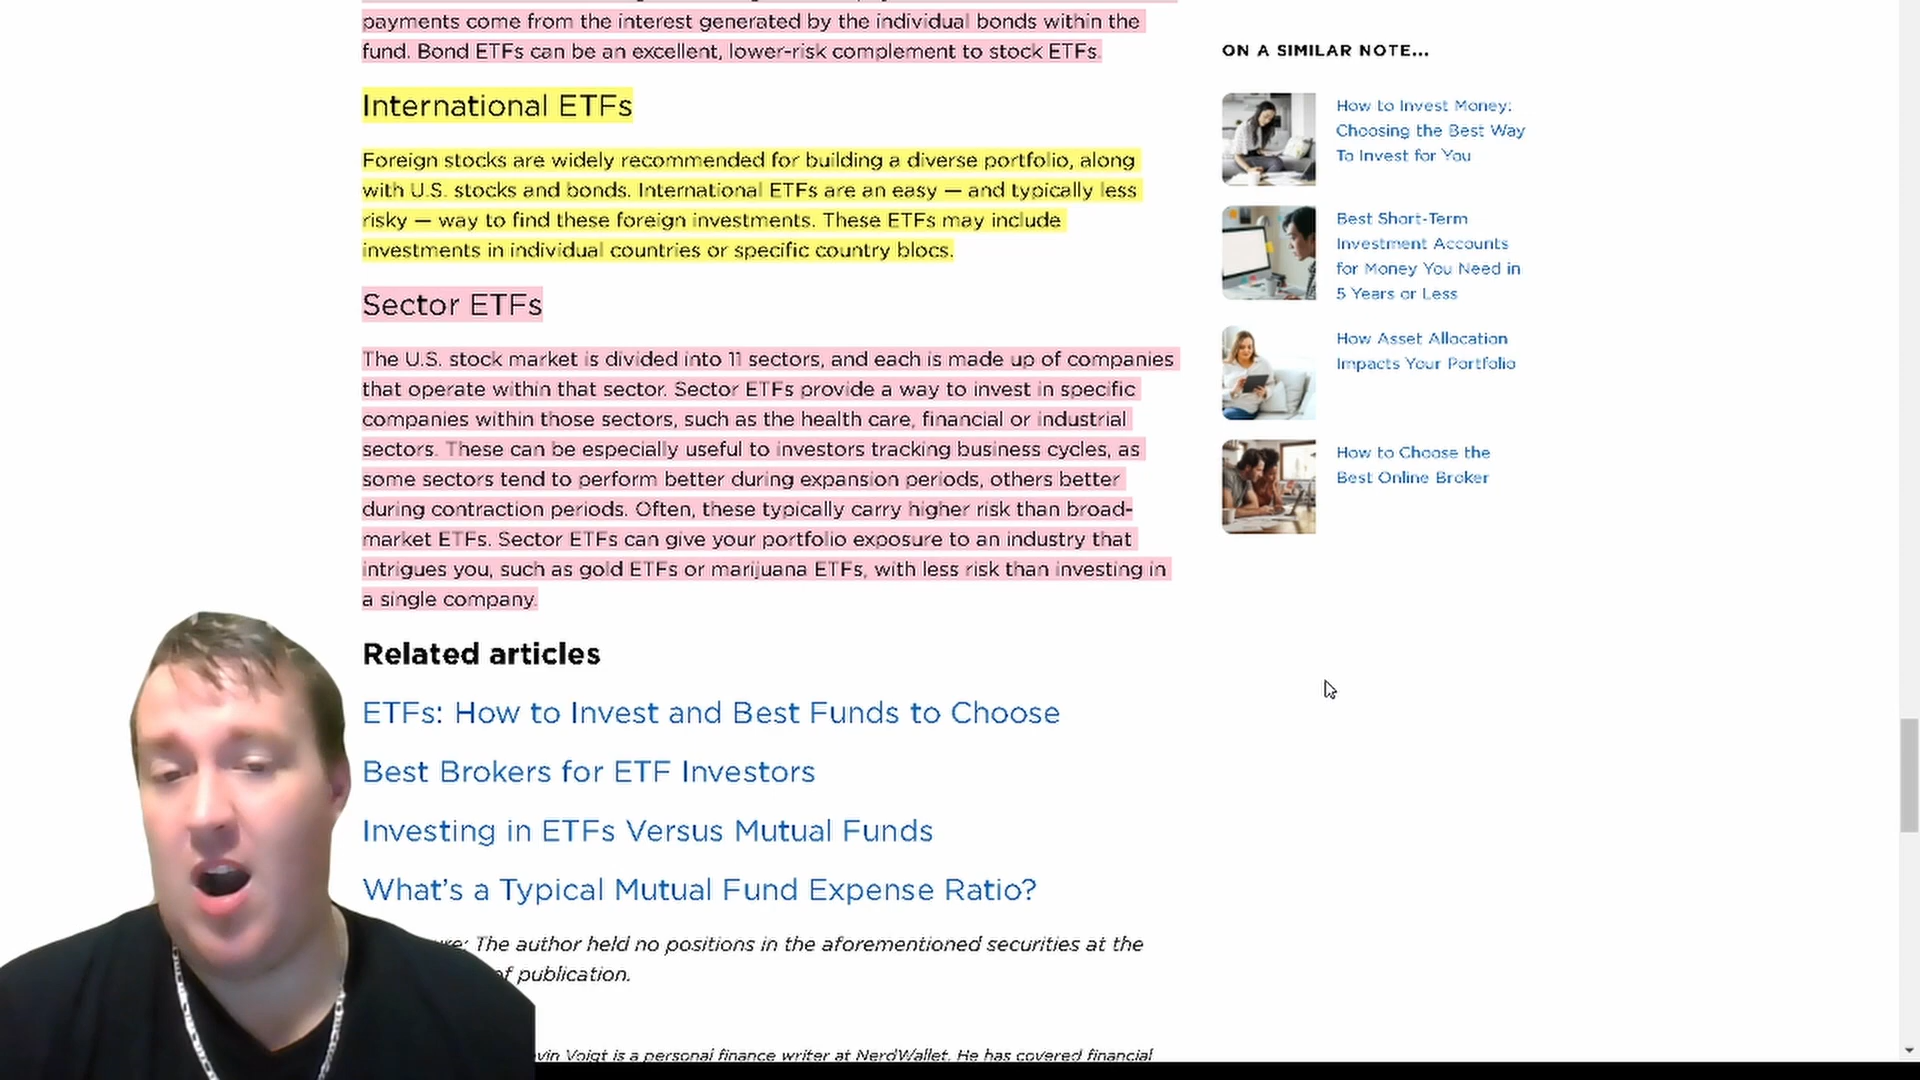 payments come from the interest generated by the individual bonds within the
fund. Bond ETFs can be an excellent, lower-risk complement to stock ETFs.
International ETFs
Foreign stocks are widely recommended for building a diverse portfolio, along
with U.S. stocks and bonds. International ETFs are an easy — and typically less
risky — way to find these foreign investments. These ETFs may include
investments in individual countries or specific country blocs.
Sector ETFs
The U.S. stock market is divided into 11 sectors, and each is made up of companies
that operate within that sector. Sector ETFs provide a way to invest in specific
companies within those sectors, such as the health care, financial or industrial
sectors. These can be especially useful to investors tracking business cycles, as
some sectors tend to perform better during expansion periods, others better
during contraction periods. Often, these typically carry higher risk than broad-
market ETFs. Sector ETFs can give your portfolio exposure to an industry that
intrigues you, such as gold ETFs or marijuana ETFs, with less risk than investing in
a single company.
Related articles
ETFs: How to Invest and Best Funds to Choose
Best Brokers for ETF Investors
Investing in ETFs Versus Mutual Funds
What's a Typical Mutual Fund Expense Ratio?
The author held no positions in the aforementioned securities at the
of publication.
Voigt is a personal finance writer at NerdWallet. He has covered financial
ON A SIMILAR NOTE...
How to Invest Money:
Choosing the Best Way
To Invest for You
Best Short-Term
Investment Accounts
for Money You Need in
5 Years or Less
How Asset Allocation
Impacts Your Portfolio
How to Choose the
Best Online Broker